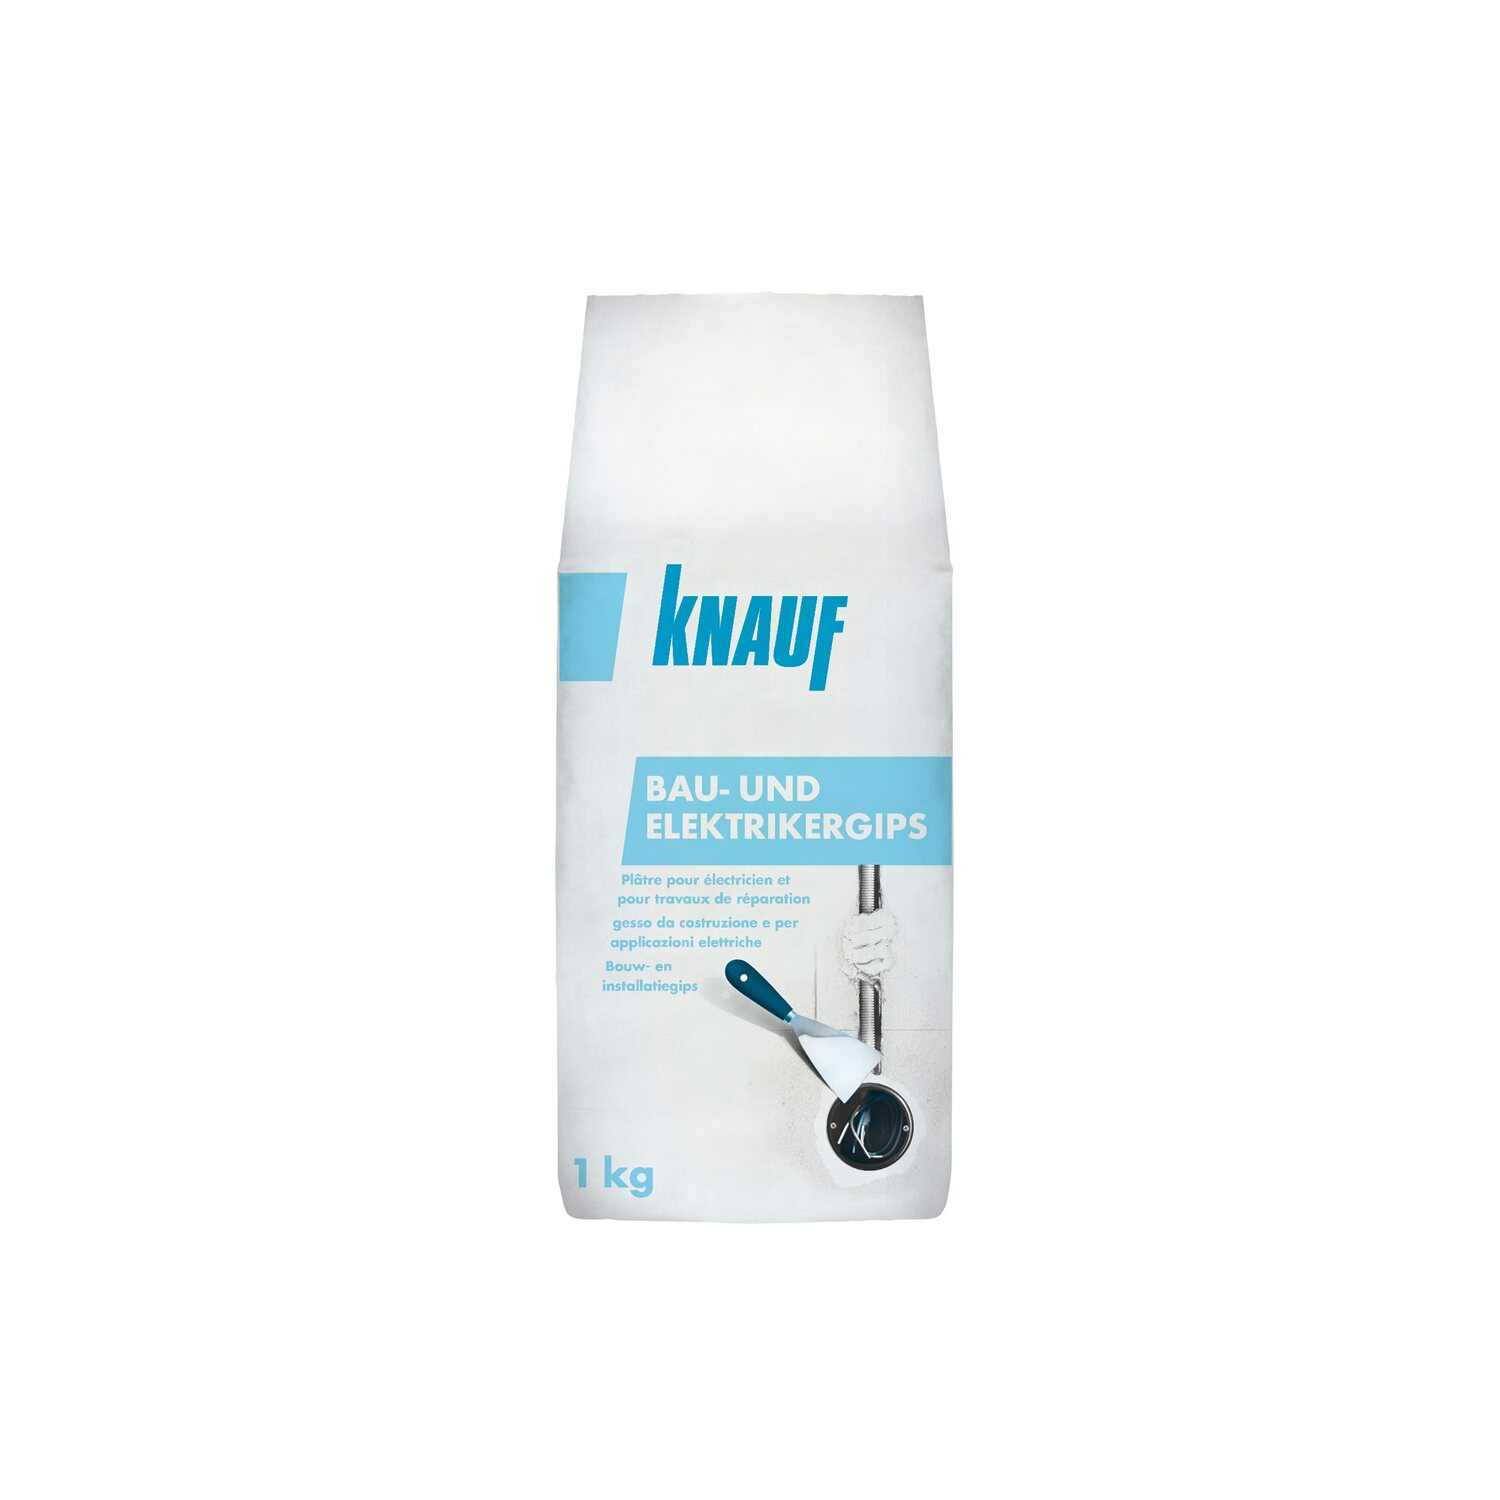 KNAUF
BAU- UND
ELEKTRIKERGIPS
Plâtre pour électricien et
pour travaux de réparation
gesso da costruzione e per
applicazioni elettriche
Bouw- en
installatiegips
1 kg